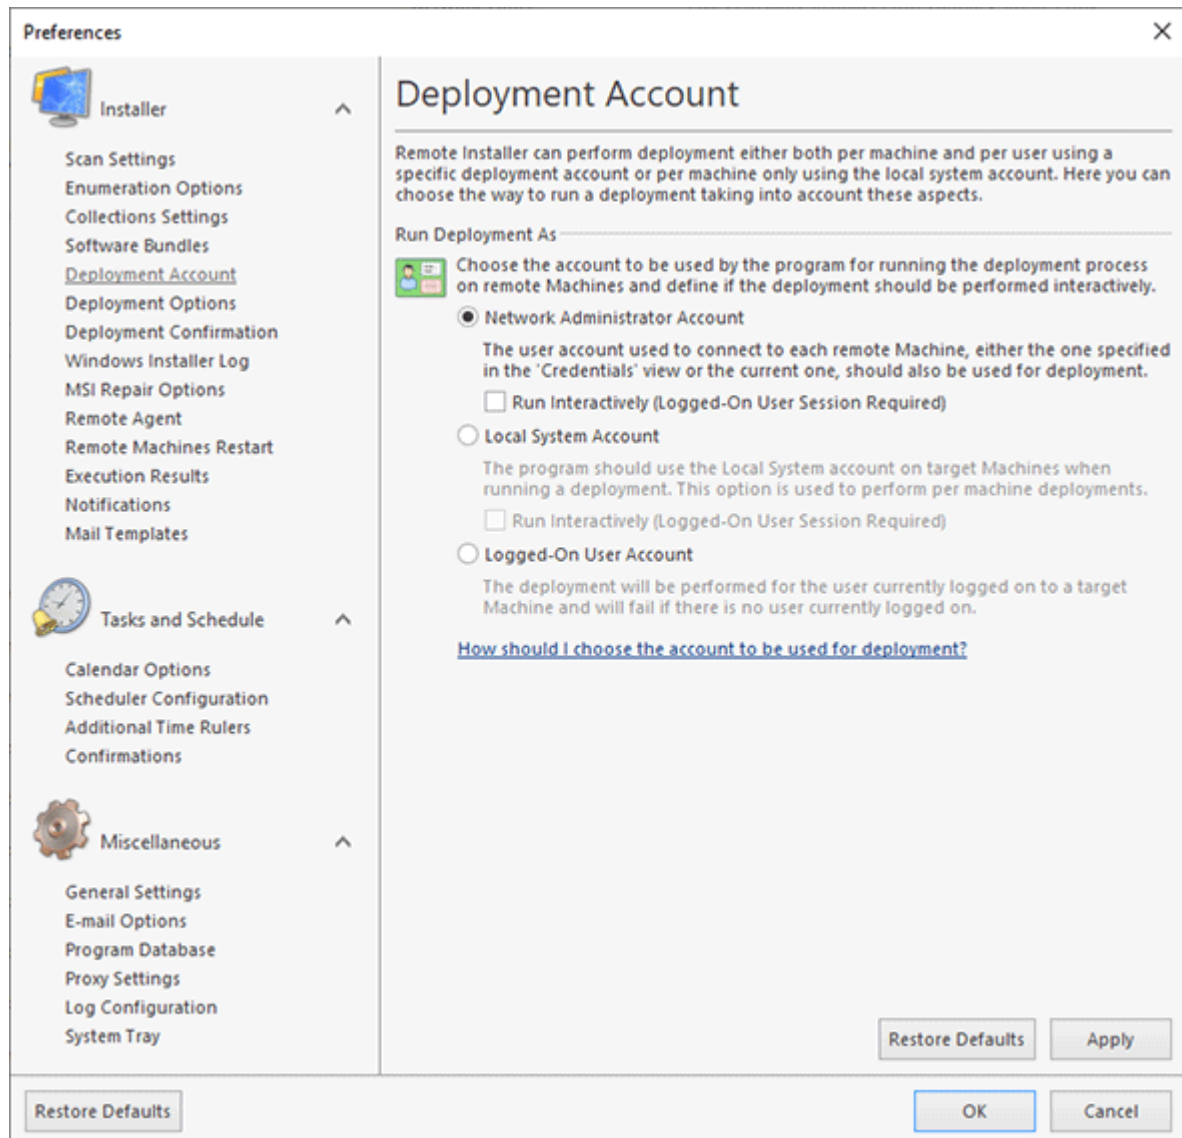 Preferences
Installer
Scan Settings
Enumeration Options
Collections Settings
Software Bundles
Deployment Account
Deployment Options
Deployment Confirmation
Windows Installer Log
MSI Repair Options
Remote Agent
Remote Machines Restart
Execution Results
Notifications
Mail Templates
Tasks and Schedule
Calendar Options
Scheduler Configuration
Additional Time Rulers
Confirmations
Miscellaneous
General Settings
E-mail Options
Program Database
Proxy Settings
Log Configuration
System Tray
Deployment Account
Remote Installer can perform deployment either both per machine and per user using a
specific deployment account or per machine only using the local system account. Here you can
choose the way to run a deployment taking into account these aspects.
Run Deployment As
Choose the account to be used by the program for running the deployment process
on remote Machines and define if the deployment should be performed interactively.
Network Administrator Account
The user account used to connect to each remote Machine, either the one specified
in the 'Credentials' view or the current one, should also be used for deployment.
Run Interactively (Logged-On User Session Required)
Local System Account
The program should use the Local System account on target Machines when
running a deployment. This option is used to perform per machine deployments.
Run Interactively (Logged-On User Session Required)
Logged-On User Account
The deployment will be performed for the user currently logged on to a target
Machine and will fail if there is no user currently logged on.
How should I choose the account to be used for deployment?
Restore Defaults
Apply
Restore Defaults
OK
Cancel